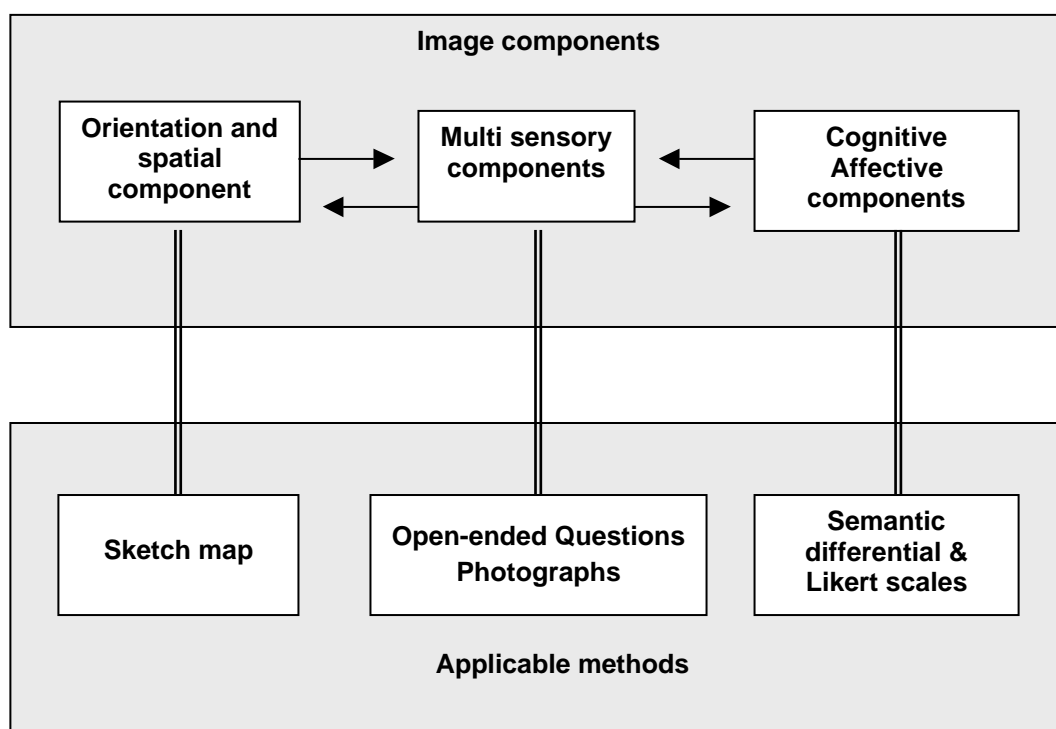 Image components
Orientation and
spatial
component
Multi sensory
components
Cognitive
Affective
components
Sketch map
Open-ended Questions
Photographs
Semantic
differential &
Likert scales
Applicable methods